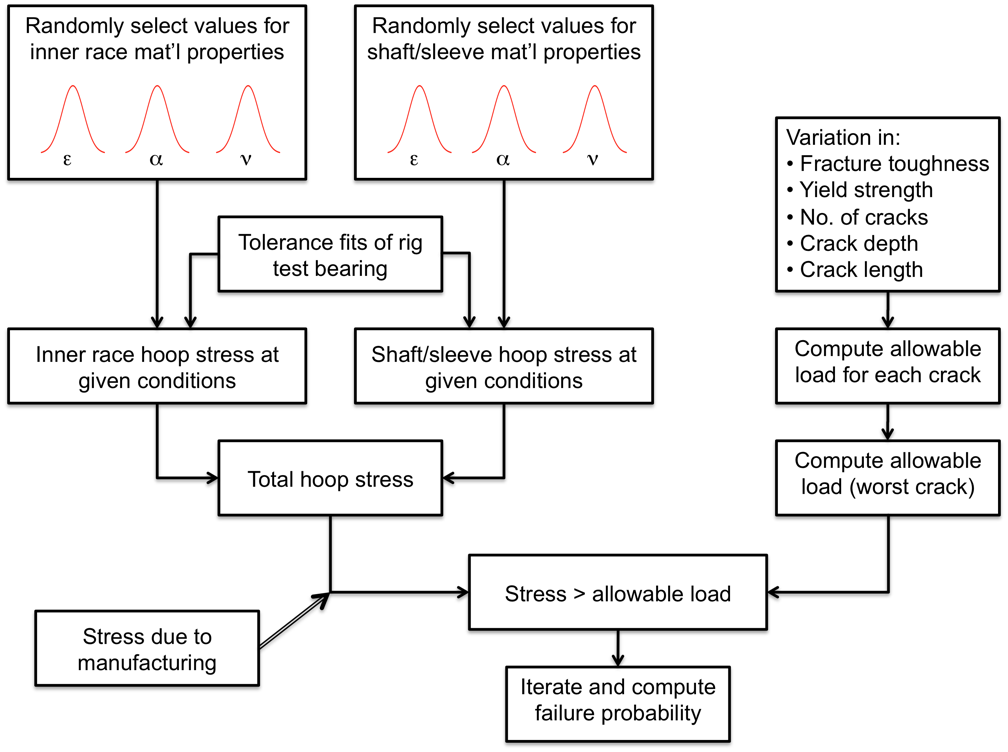 Randomly select values for
inner race mat’l properties
ε α ν
Randomly select values for
shaft/sleeve mat’l properties
ε α ν
Variation in:
• Fracture toughness
• Yield strength
• No. of cracks
• Crack depth
• Crack length
Tolerance fits of rig
test bearing
Inner race hoop stress at
given conditions
Shaft/sleeve hoop stress at
given conditions
Compute allowable
load for each crack
Total hoop stress
Compute allowable
load (worst crack)
Stress > allowable load
Stress due to
manufacturing
Iterate and compute
failure probability